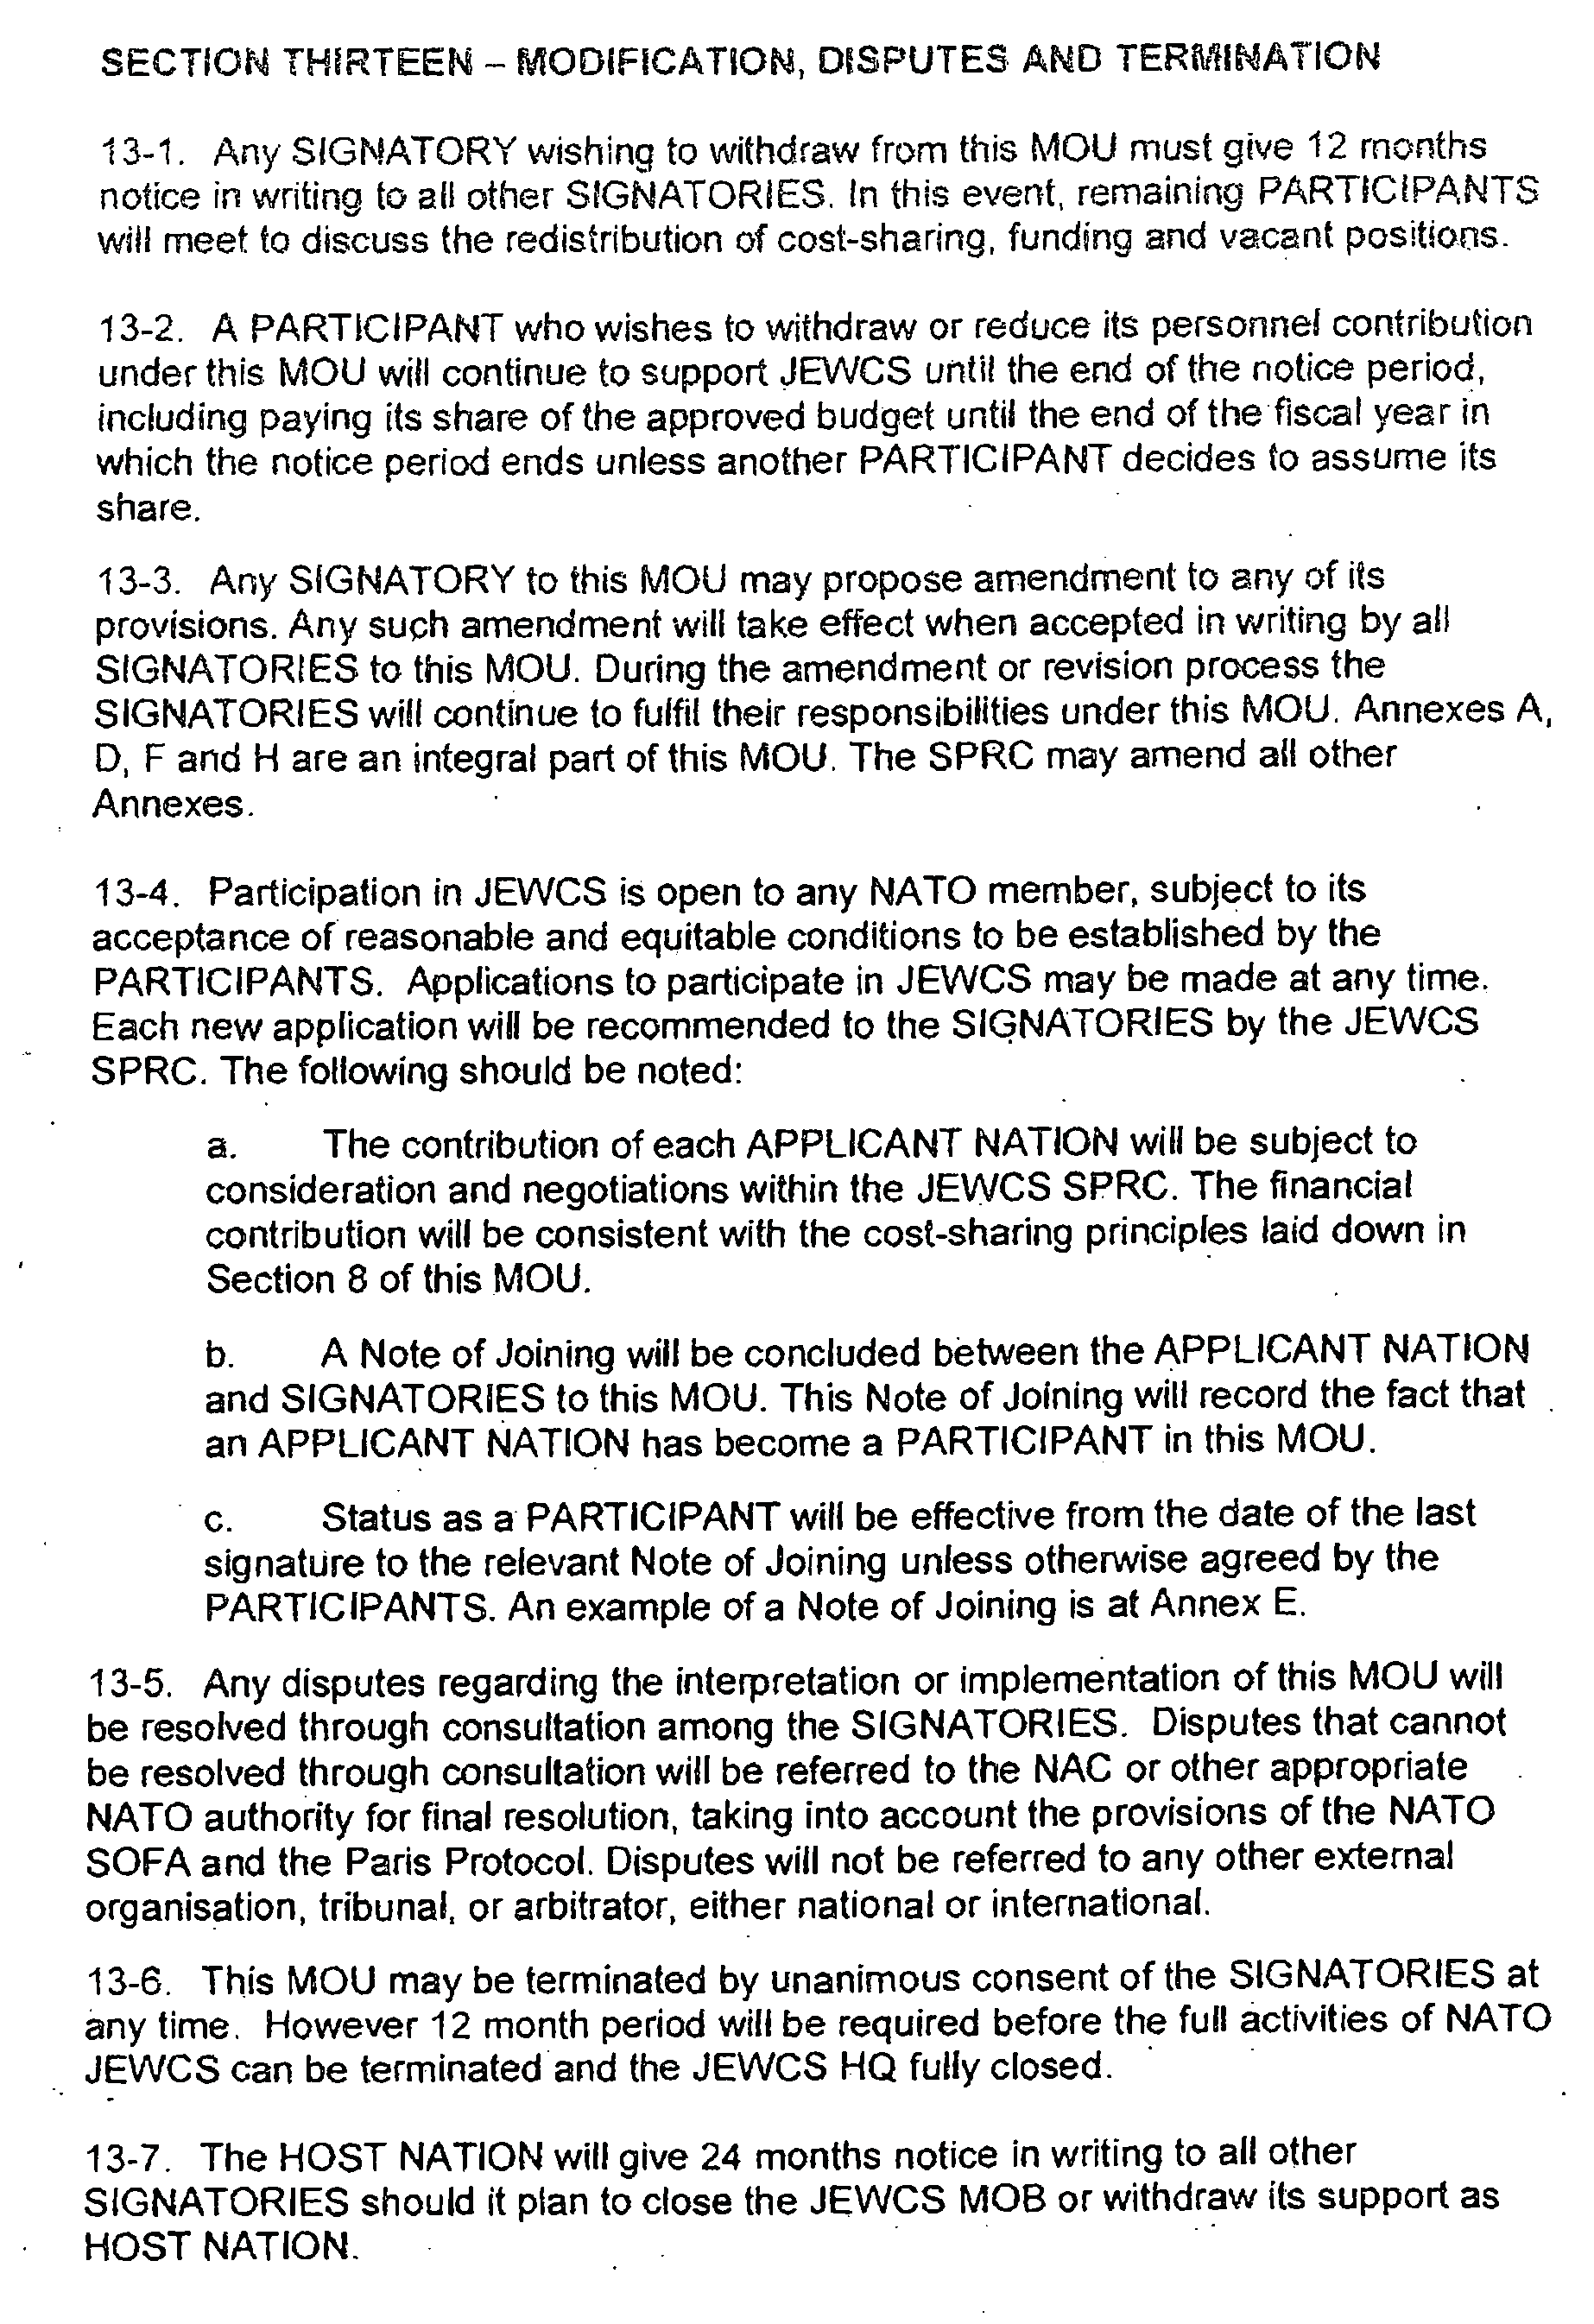 SECTION THIRTEEN – MODIFICATION, DISPUTES AND TERMINATION
13-1. Any SIGNATORY wishing to withdraw from this MOU must give 12 months
notice in writing to all other SIGNATORIES. In this event, remaining PARTICIPANTS
will meet to discuss the redistribution of cost-sharing, funding and vacant positions.
13-2. A PARTICIPANT who wishes to withdraw or reduce its personnel contribution
under this MOU will continue to support JEWCS until the end of the notice period,
including paying its share of the approved budget until the end of the fiscal year in
which the notice period ends unless another PARTICIPANT decides to assume its
share.
13-3. Any SIGNATORY to this MOU may propose amendment to any of its
provisions. Any such amendment will take effect when accepted in writing by all
SIGNATORIES to this MOU. During the amendment or revision process the
SIGNATORIES will continue to fulfil their responsibilities under this MOU. Annexes A,
D, F and H are an integral part of this MOU. The SPRC may amend all other
Annexes.
13-4. Participation in JEWCS is open to any NATO member, subject to its
acceptance of reasonable and equitable conditions to be established by the
PARTICIPANTS. Applications to participate in JEWCS may be made at any time.
Each new application will be recommended to the SIGNATORIES by the JEWCS
SPRC. The following should be noted:
a. The contribution of each APPLICANT NATION will be subject to
consideration and negotiations within the JEWCS SPRC. The financial
contribution will be consistent with the cost-sharing principles laid down in
Section 8 of this MOU.
b. A Note of Joining will be concluded between the APPLICANT NATION
and SIGNATORIES to this MOU. This Note of Joining will record the fact that
an APPLICANT NATION has become a PARTICIPANT in this MOU.
c. Status as a PARTICIPANT will be effective from the date of the last
signature to the relevant Note of Joining unless otherwise agreed by the
PARTICIPANTS. An example of a Note of Joining is at Annex E.
13-5. Any disputes regarding the interpretation or implementation of this MOU will
be resolved through consultation among the SIGNATORIES. Disputes that cannot
be resolved through consultation will be referred to the NAC or other appropriate
NATO authority for final resolution, taking into account the provisions of the NATO
SOFA and the Paris Protocol. Disputes will not be referred to any other external
organisation, tribunal, or arbitrator, either national or international.
13-6. This MOU may be terminated by unanimous consent of the SIGNATORIES at
any time. However 12 month period will be required before the full activities of NATO
JEWCS can be terminated and the JEWCS HQ fully closed.
13-7. The HOST NATION will give 24 months notice in writing to all other
SIGNATORIES should it plan to close the JEWCS MOB or withdraw its support as
HOST NATION.